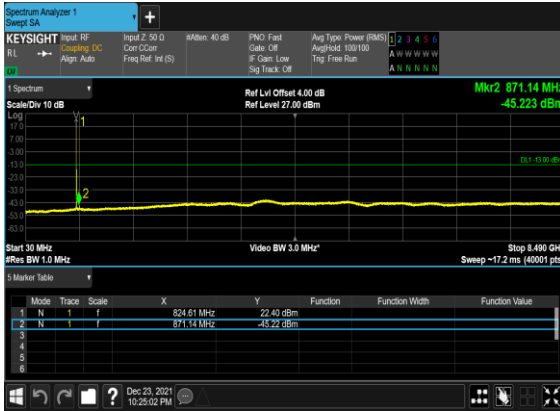 Spectrum Analyzer 1
Swept SA
+
KEYSIGHT
RL
Input: RF
Coupling: DC
Align: Auto
Input Z: 50 Ω
Corr CCorr
Freq Ref: Int (S)
#Atten: 40 dB
PNO: Fast
Gate: Off
IF Gain: Low
Sig Track: Off
Avg Type: Power (RMS)
Avg|Hold: 100/100
Trig: Free Run
1 2 3 4 5 6
A W W W W W
A N N N N N
1 Spectrum
Scale/Div 10 dB
Ref Lvl Offset 4.00 dB
Ref Level 27.00 dBm
Mkr2 871.14 MHz
-45.223 dBm
Log
17.0
7.00
-3.00
-13.0
-23.0
-33.0
-43.0
-53.0
-63.0
1
2
DL1 -13.00 dBm
Start 30 MHz
#Res BW 1.0 MHz
Video BW 3.0 MHz*
Stop 8.490 GH
Sweep ~17.2 ms (40001 pts
5 Marker Table
Mode Trace Scale X Y Function Function Width Function Value
1 N 1 f 824.61 MHz 22.40 dBm
2 N 1 f 871.14 MHz -45.22 dBm
3
4
5
6
?
Dec 23, 2021
10:25:02 PM